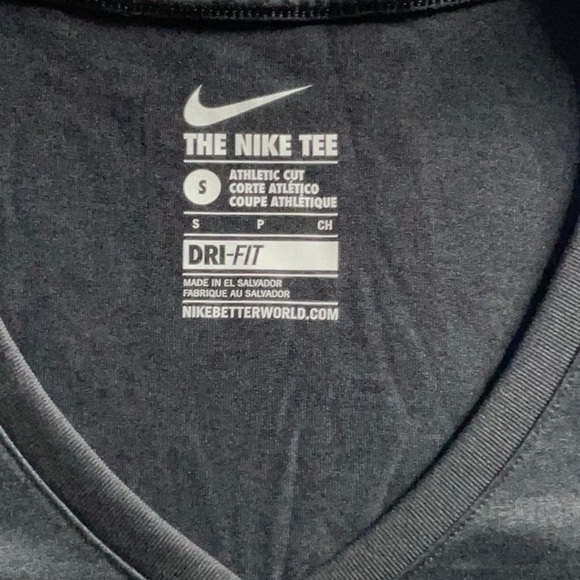 THE NIKE TEE
S
ATHLETIC CUT
CORTE ATLÉTICO
COUPE ATHLÉTIQUE
S P CH
DRI-FIT
MADE IN EL SALVADOR
FABRIQUE AU SALVADOR
NIKEBETTERWORLD.COM